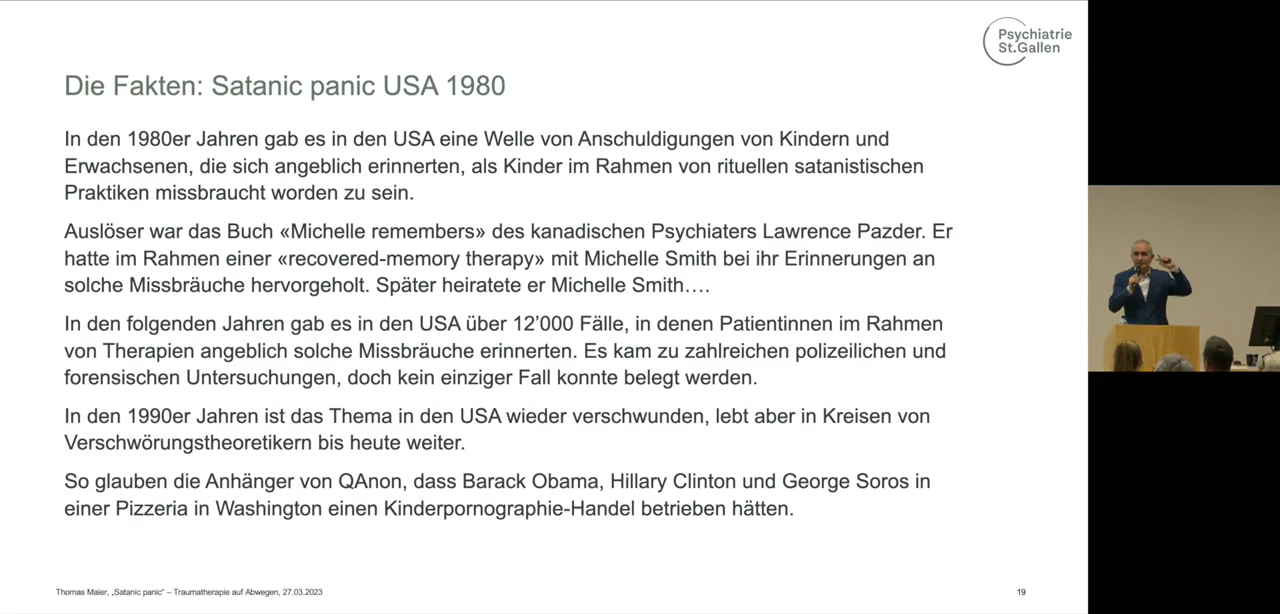 Psychiatrie
St.Gallen
Die Fakten: Satanic panic USA 1980
In den 1980er Jahren gab es in den USA eine Welle von Anschuldigungen von Kindern und
Erwachsenen, die sich angeblich erinnerten, als Kinder im Rahmen von rituellen satanistischen
Praktiken missbraucht worden zu sein.
Auslöser war das Buch «Michelle remembers» des kanadischen Psychiaters Lawrence Pazder. Er
hatte im Rahmen einer «recovered-memory therapy» mit Michelle Smith bei ihr Erinnerungen an
solche Missbräuche hervorgeholt. Später heiratete er Michelle Smith….
In den folgenden Jahren gab es in den USA über 12’000 Fälle, in denen Patientinnen im Rahmen
von Therapien angeblich solche Missbräuche erinnerten. Es kam zu zahlreichen polizeilichen und
forensischen Untersuchungen, doch kein einziger Fall konnte belegt werden.
In den 1990er Jahren ist das Thema in den USA wieder verschwunden, lebt aber in Kreisen von
Verschwörungstheoretikern bis heute weiter.
So glauben die Anhänger von QAnon, dass Barack Obama, Hillary Clinton und George Soros in
einer Pizzeria in Washington einen Kinderpornographie-Handel betrieben hätten.
Thomas Maier, „Satanic panic“ – Traumatherapie auf Abwegen, 27.03.2023
19